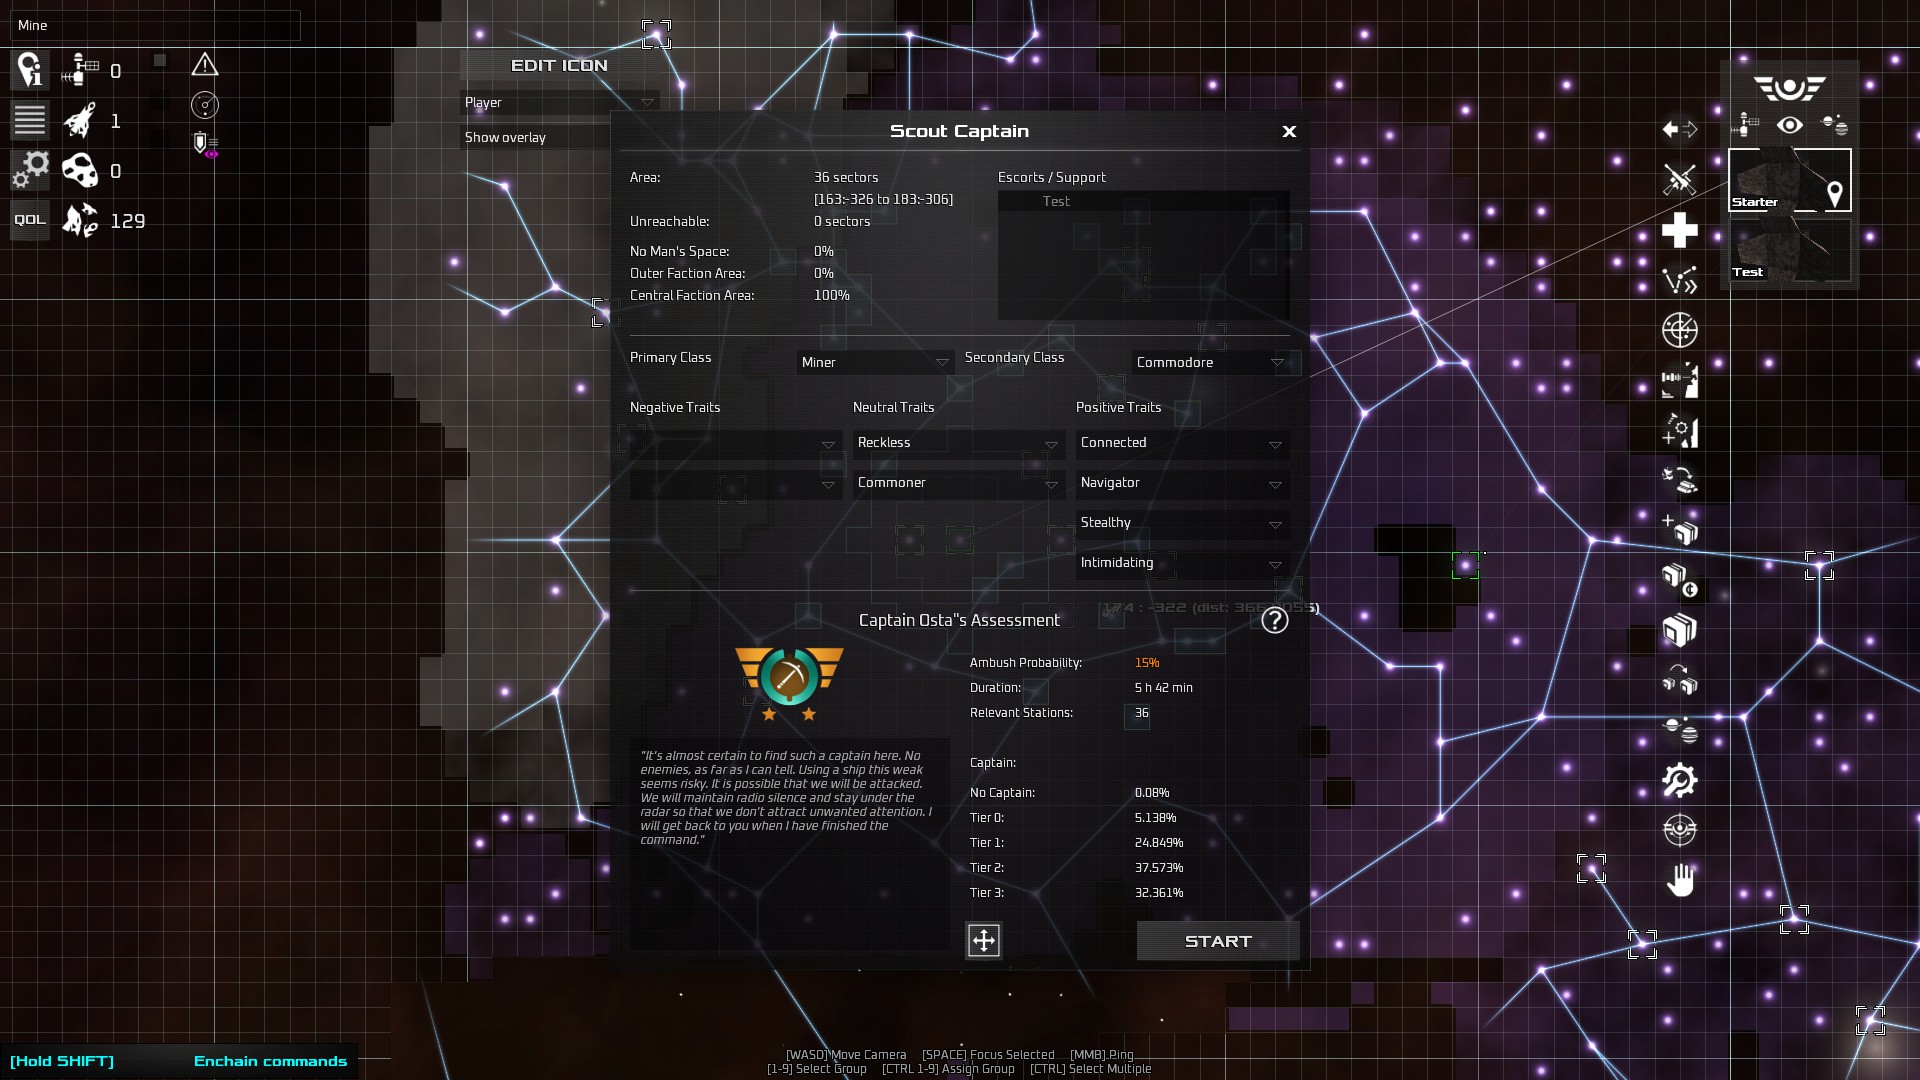 Mine
0
1
0
QOL
129
EDIT ICON
Player
Show overlay
Scout Captain
X
Area:
36 sectors
[163:-326 to 183:-306]
Unreachable:
0 sectors
No Man's Space:
0%
Outer Faction Area:
0%
Central Faction Area:
100%
Escorts / Support
Test
Primary Class
Miner
Secondary Class
Commodore
Negative Traits
Neutral Traits
Positive Traits
Reckless
Connected
Commoner
Navigator
Stealthy
Intimidating
174 : -322 (dist: 366
Captain Osta"s Assessment
?
Ambush Probability:
15%
Duration:
5 h 42 min
Relevant Stations:
36
"It's almost certain to find such a captain here. No
enemies, as far as I can tell. Using a ship this weak
seems risky. It is possible that we will be attacked.
We will maintain radio silence and stay under the
radar so that we don't attract unwanted attention. I
will get back to you when I have finished the
command."
Captain:
No Captain:
0.08%
Tier 0:
5.138%
Tier 1:
24.849%
Tier 2:
37.573%
Tier 3:
32.361%
START
Starter
Test
[Hold SHIFT]
Enchain commands
[WASD] Move Camera [SPACE] Focus Selected [MMB] Ping
[1-9] Select Group [CTRL 1-9] Assign Group [CTRL] Select Multiple